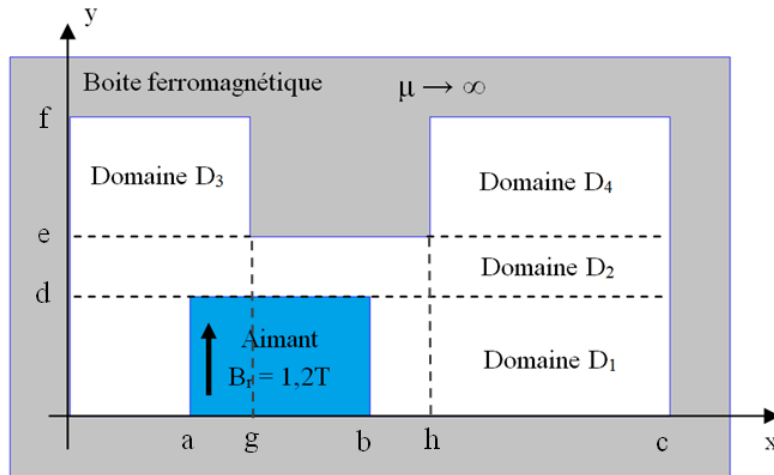 y
Boite ferromagnétique μ → ∞
f
Domaine D3
Domaine D4
e
Domaine D2
d
Aimant
Br = 1,2T
Domaine D1
a g b h c x